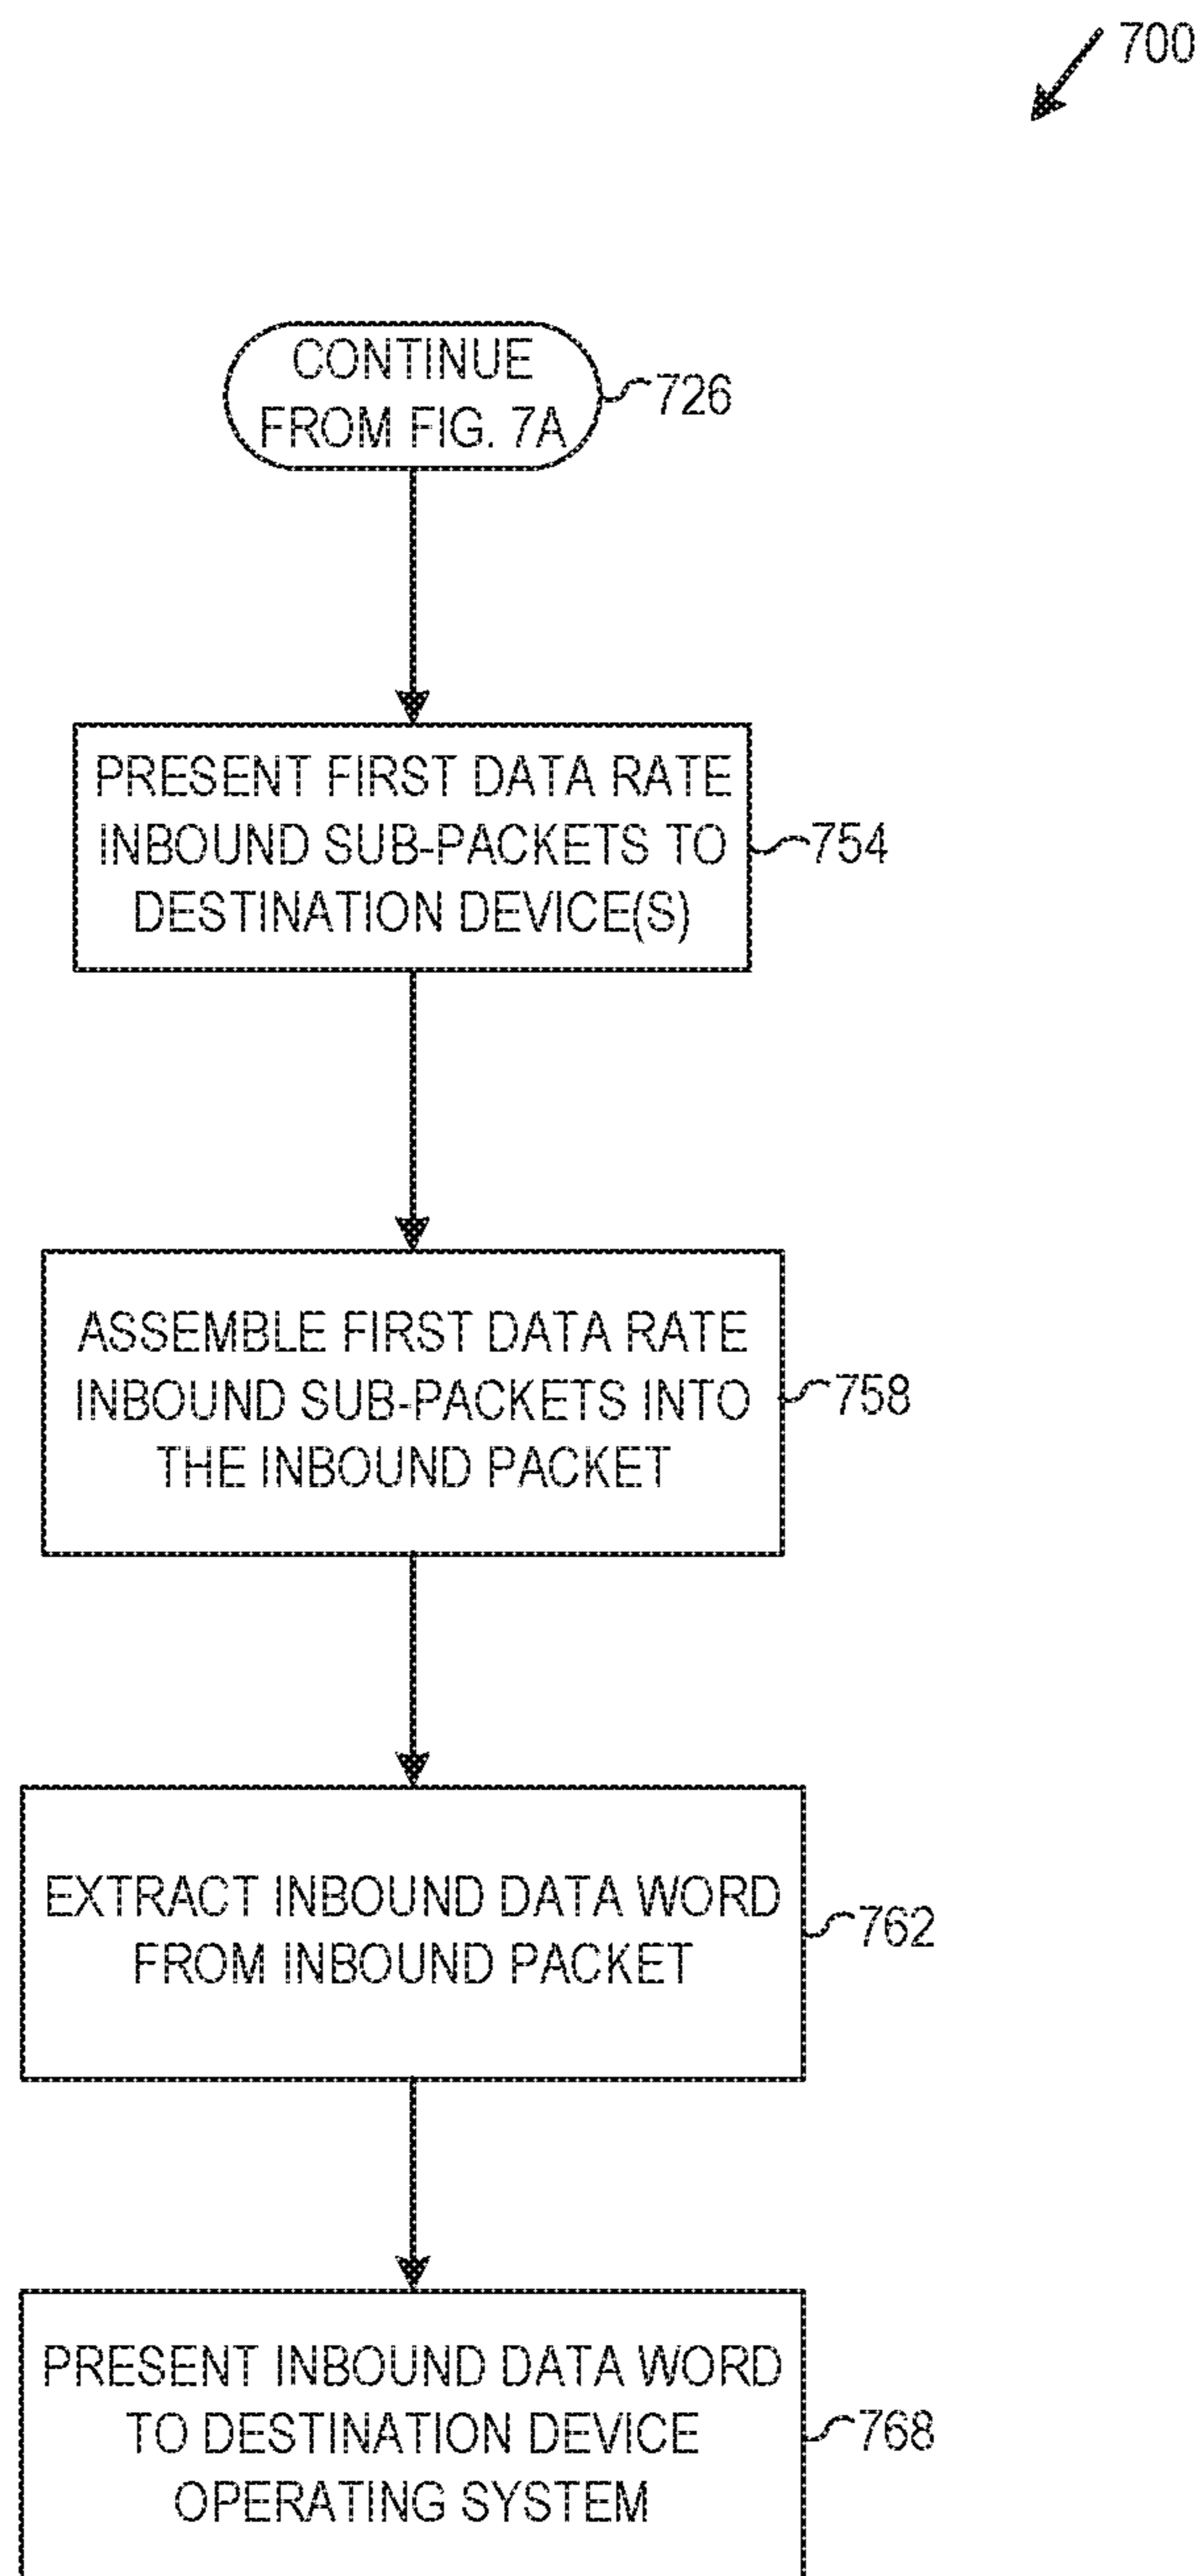 700
CONTINUE
FROM FIG. 7A
726
PRESENT FIRST DATA RATE
INBOUND SUB-PACKETS TO
DESTINATION DEVICE(S)
754
ASSEMBLE FIRST DATA RATE
INBOUND SUB-PACKETS INTO
THE INBOUND PACKET
758
EXTRACT INBOUND DATA WORD
FROM INBOUND PACKET
762
PRESENT INBOUND DATA WORD
TO DESTINATION DEVICE
OPERATING SYSTEM
768